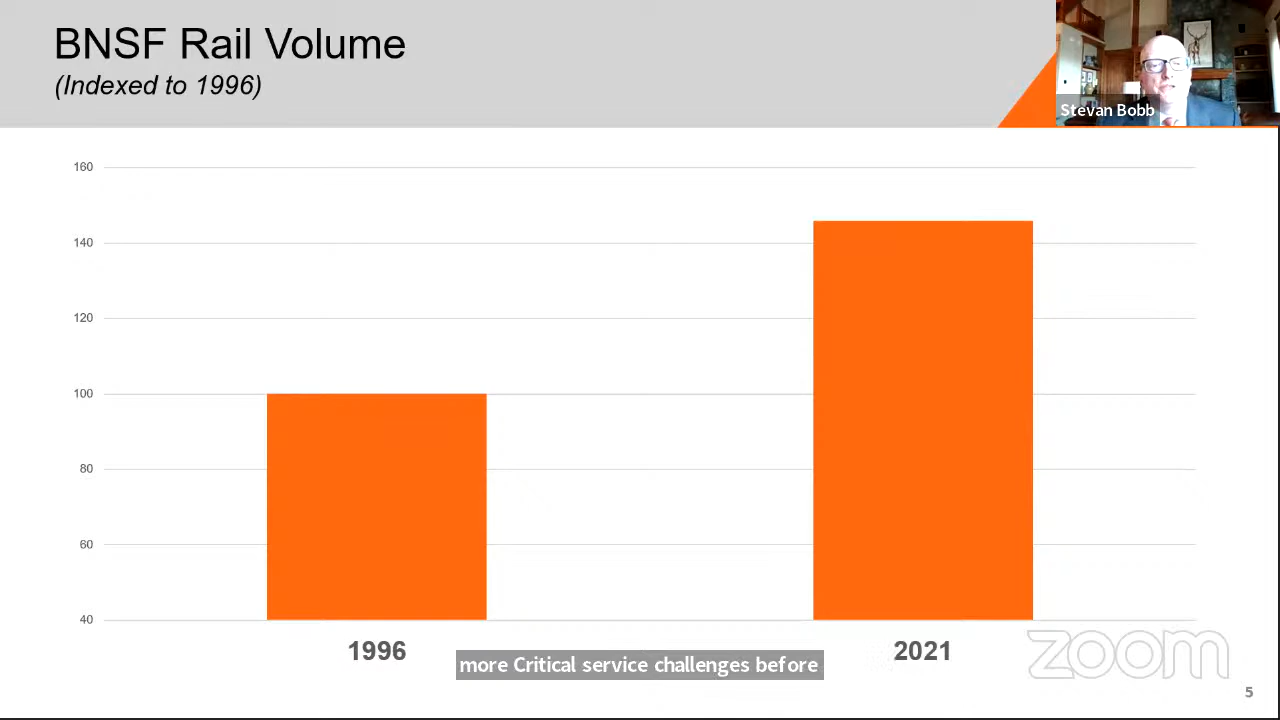 BNSF Rail Volume
(Indexed to 1996)
Stevan Bobb
160
140
120
100
80
60
40
1996
2021
more Critical service challenges before
zoom
5